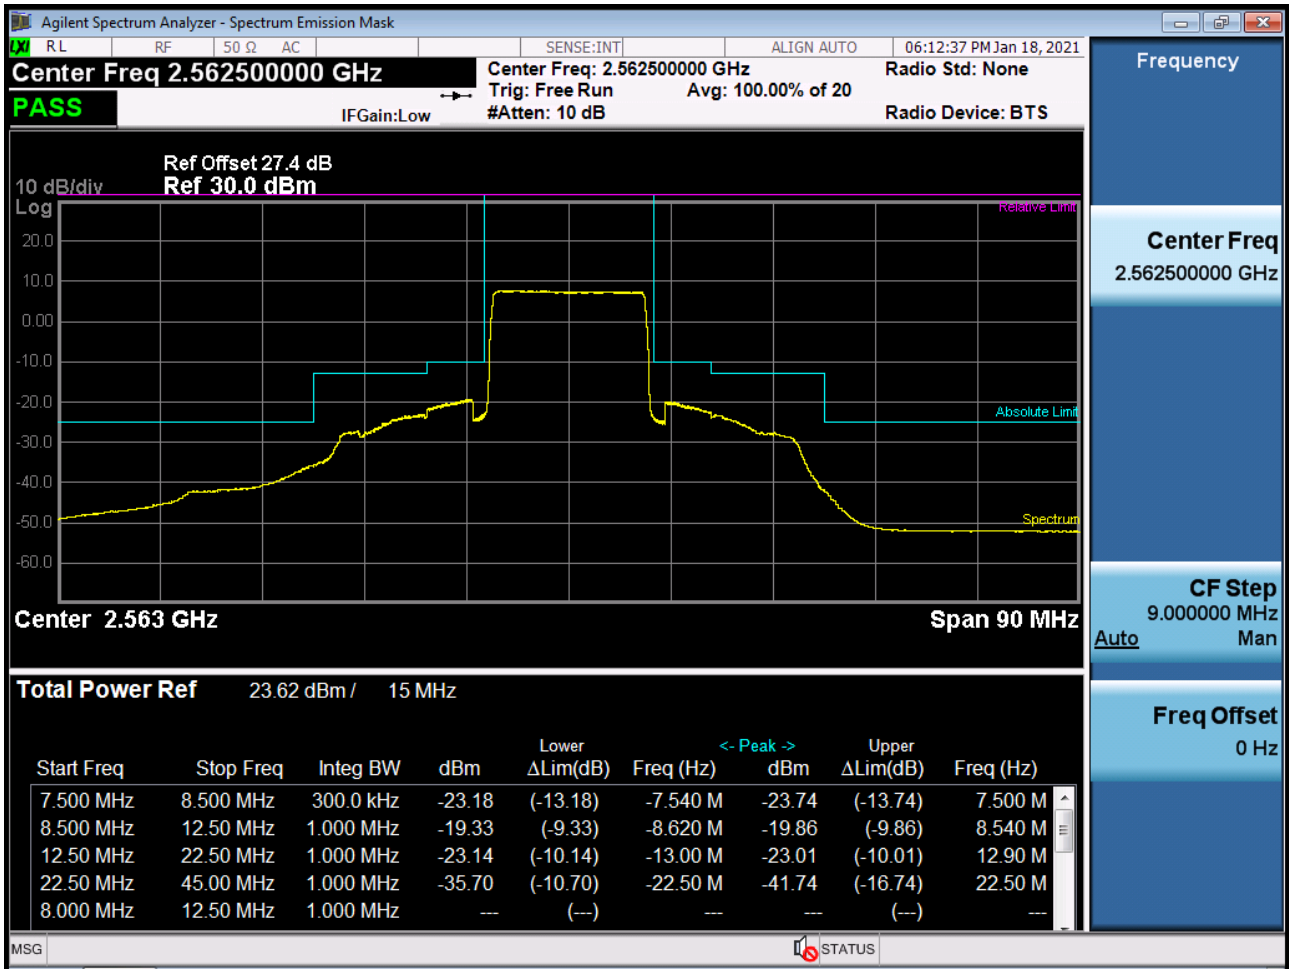 Agilent Spectrum Analyzer - Spectrum Emission Mask
LXI RL RF 50 Ω AC SENSE:INT ALIGN AUTO 06:12:37 PM Jan 18, 2021
Center Freq 2.562500000 GHz Center Freq: 2.562500000 GHz Radio Std: None
Trig: Free Run Avg: 100.00% of 20
PASS IFGain:Low #Atten: 10 dB Radio Device: BTS
Frequency
Ref Offset 27.4 dB
10 dB/div Ref 30.0 dBm
Log
Relative Limit
20.0
10.0
0.00
-10.0
-20.0
Absolute Limit
-30.0
-40.0
-50.0
Spectrum
-60.0
Center 2.563 GHz Span 90 MHz
Center Freq
2.562500000 GHz
CF Step
9.000000 MHz
Auto Man
Freq Offset
0 Hz
Total Power Ref 23.62 dBm / 15 MHz
Lower <- Peak -> Upper
Start Freq Stop Freq Integ BW dBm ΔLim(dB) Freq (Hz) dBm ΔLim(dB) Freq (Hz)
7.500 MHz 8.500 MHz 300.0 kHz -23.18 (-13.18) -7.540 M -23.74 (-13.74) 7.500 M
8.500 MHz 12.50 MHz 1.000 MHz -19.33 (-9.33) -8.620 M -19.86 (-9.86) 8.540 M
12.50 MHz 22.50 MHz 1.000 MHz -23.14 (-10.14) -13.00 M -23.01 (-10.01) 12.90 M
22.50 MHz 45.00 MHz 1.000 MHz -35.70 (-10.70) -22.50 M -41.74 (-16.74) 22.50 M
8.000 MHz 12.50 MHz 1.000 MHz --- (---) --- --- (---) ---
MSG STATUS